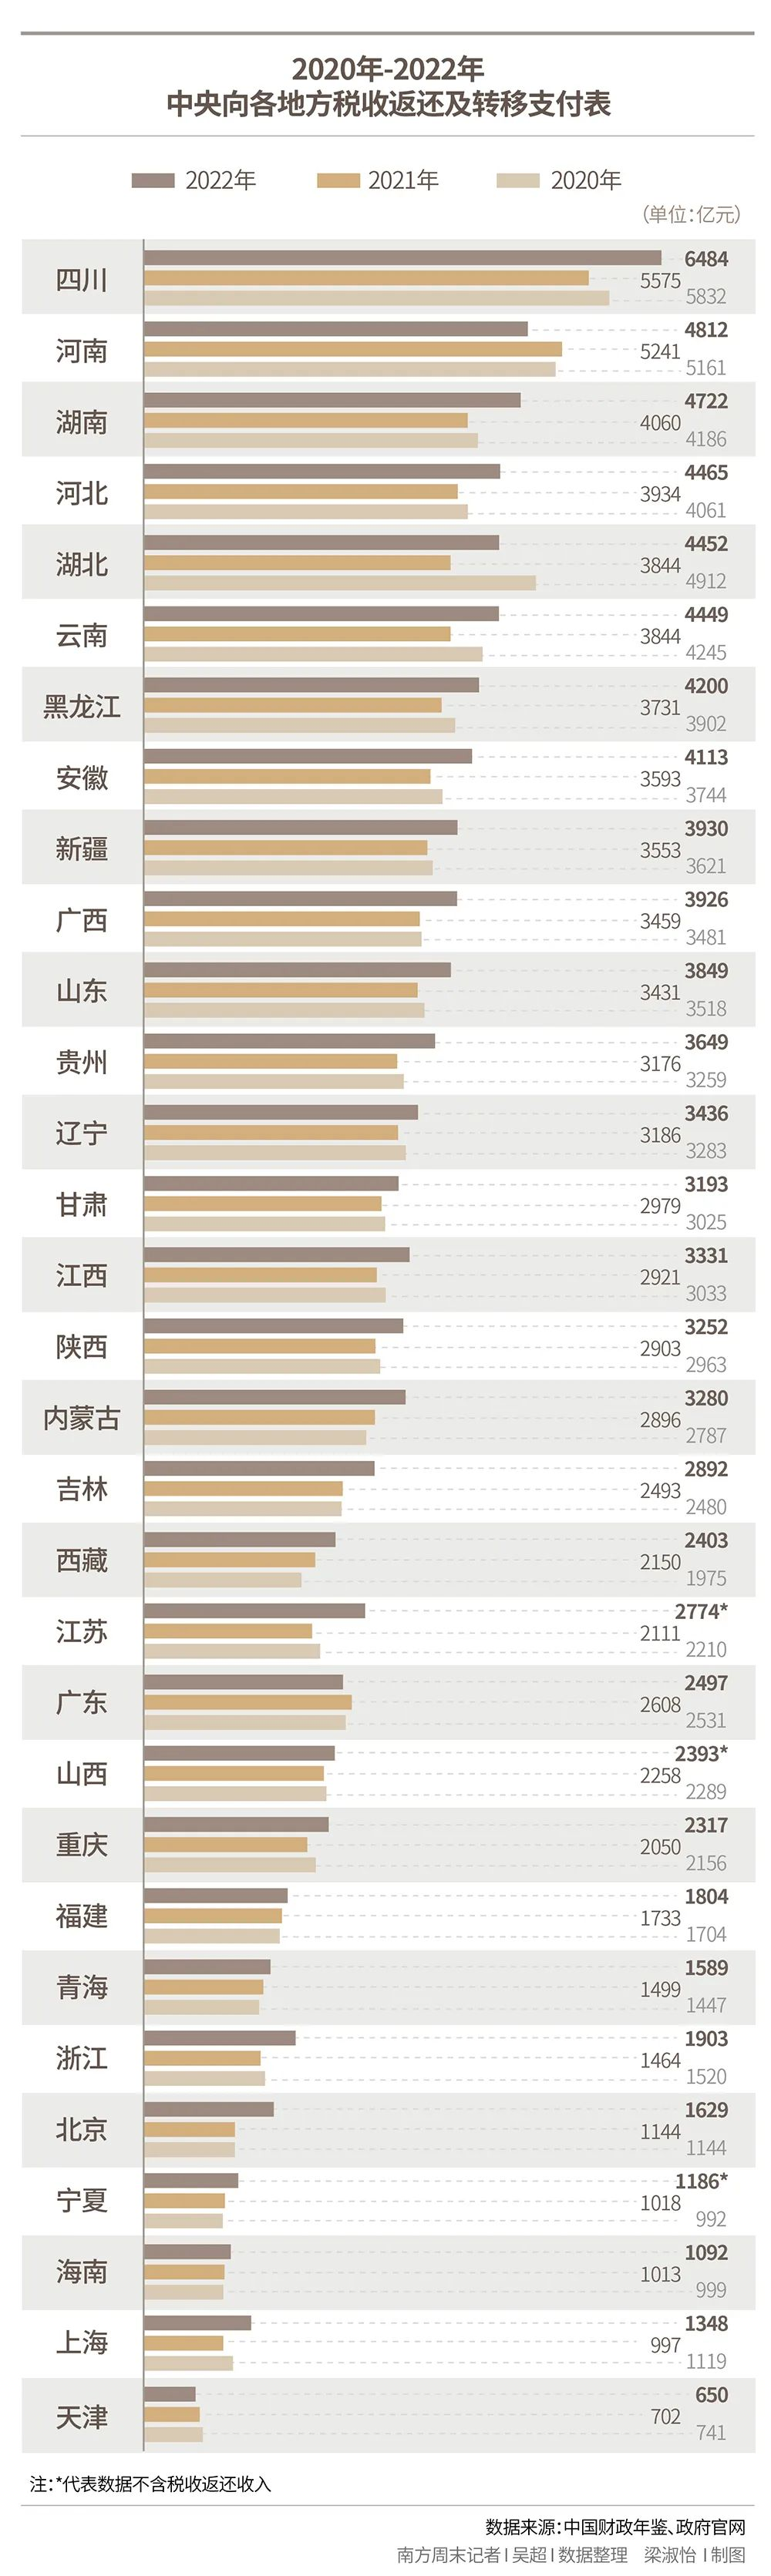 2020年-2022年
中央向各地方税收返还及转移支付表
2022年 2021年 2020年
(单位:亿元)
四川 6484 5575 5832
河南 4812 5241 5161
湖南 4722 4060 4186
河北 4465 3934 4061
湖北 4452 3844 4912
云南 4449 3844 4245
黑龙江 4200 3731 3902
安徽 4113 3593 3744
新疆 3930 3553 3621
广西 3926 3459 3481
山东 3849 3431 3518
贵州 3649 3176 3259
辽宁 3436 3186 3283
甘肃 3193 2979 3025
江西 3331 2921 3033
陕西 3252 2903 2963
内蒙古 3280 2896 2787
吉林 2892 2493 2480
西藏 2403 2150 1975
江苏 2774* 2111 2210
广东 2497 2608 2531
山西 2393* 2258 2289
重庆 2317 2050 2156
福建 1804 1733 1704
青海 1589 1499 1447
浙江 1903 1464 1520
北京 1629 1144 1144
宁夏 1186* 1018 992
海南 1092 1013 999
上海 1348 997 1119
天津 650 702 741
注:*代表数据不含税收返还收入
数据来源:中国财政年鉴、政府官网
南方周末记者|吴超|数据整理 梁淑怡|制图